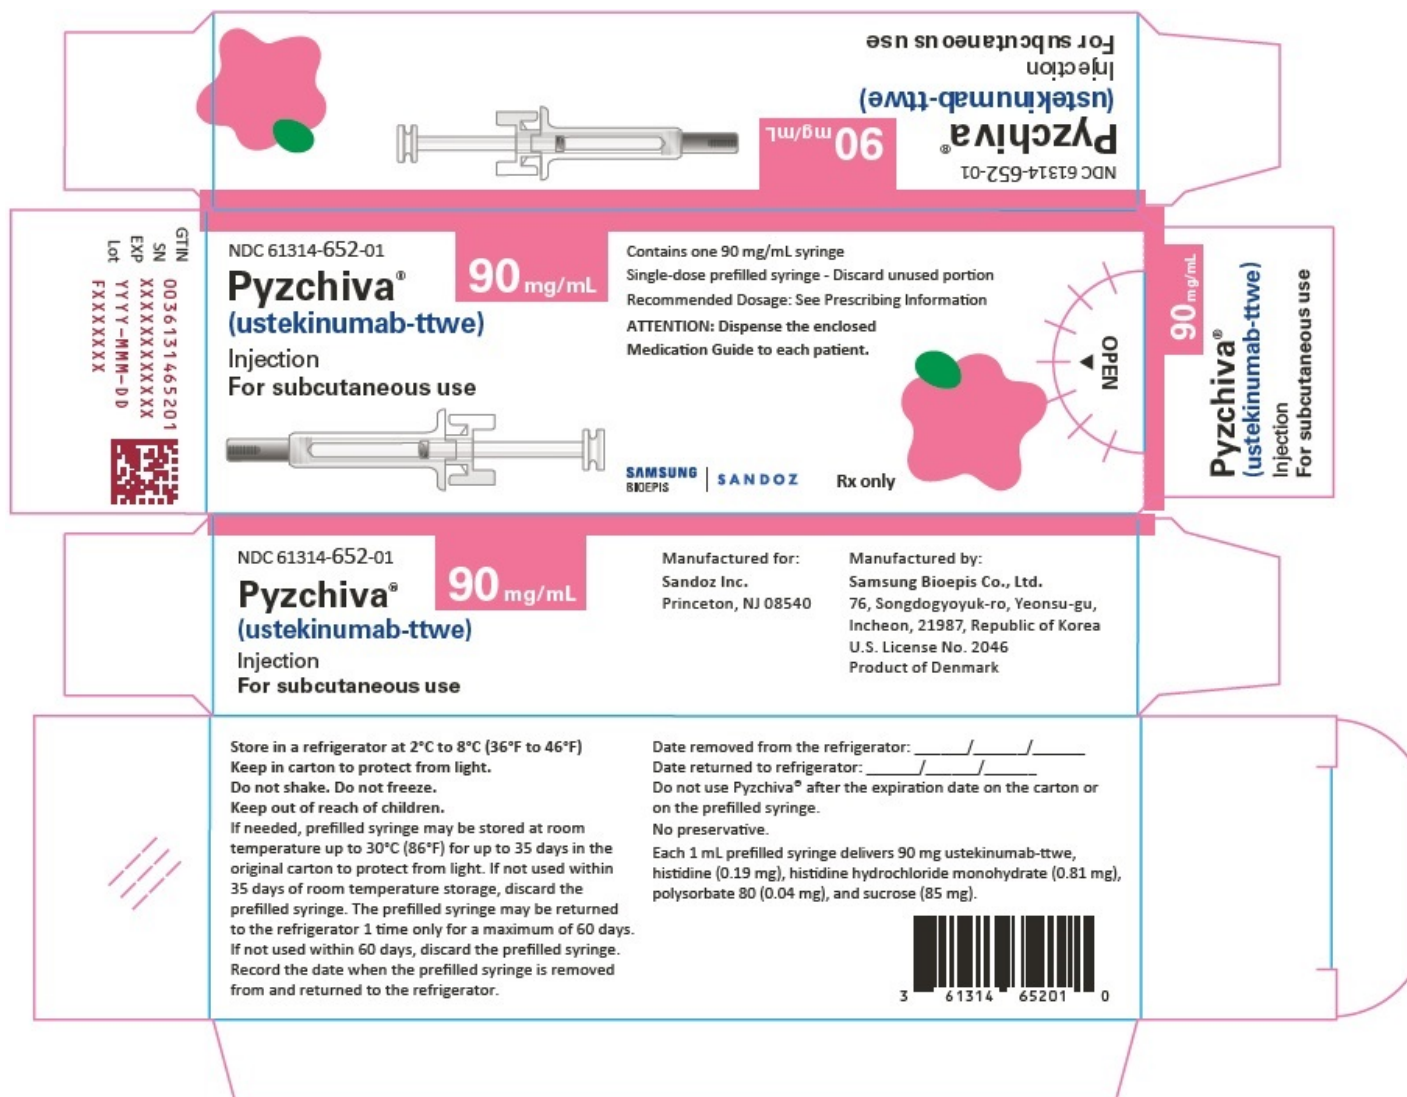 For subcutaneous use
Injection
(ustekinumab-ttwe)
Pyzchiva®
90 mg/mL
NDC 61314-652-01
GTIN 0036131465201
SN XXXXXXXXXXXXX
EXP YYYY-MMM-DD
Lot FXXXXXXX
NDC 61314-652-01
Pyzchiva®
(ustekinumab-ttwe)
Injection
For subcutaneous use
90 mg/mL
Contains one 90 mg/mL syringe
Single-dose prefilled syringe - Discard unused portion
Recommended Dosage: See Prescribing Information
ATTENTION: Dispense the enclosed
Medication Guide to each patient.
OPEN
SAMSUNG
BIOEPIS
SANDOZ
Rx only
90 mg/mL
Pyzchiva®
(ustekinumab-ttwe)
Injection
For subcutaneous use
NDC 61314-652-01
Pyzchiva®
(ustekinumab-ttwe)
Injection
For subcutaneous use
90 mg/mL
Manufactured for:
Sandoz Inc.
Princeton, NJ 08540
Manufactured by:
Samsung Bioepis Co., Ltd.
76, Songdogyoyuk-ro, Yeonsu-gu,
Incheon, 21987, Republic of Korea
U.S. License No. 2046
Product of Denmark
Store in a refrigerator at 2°C to 8°C (36°F to 46°F)
Keep in carton to protect from light.
Do not shake. Do not freeze.
Keep out of reach of children.
If needed, prefilled syringe may be stored at room
temperature up to 30°C (86°F) for up to 35 days in the
original carton to protect from light. If not used within
35 days of room temperature storage, discard the
prefilled syringe. The prefilled syringe may be returned
to the refrigerator 1 time only for a maximum of 60 days.
If not used within 60 days, discard the prefilled syringe.
Record the date when the prefilled syringe is removed
from and returned to the refrigerator.
Date removed from the refrigerator: ______/______/______
Date returned to refrigerator: ______/______/______
Do not use Pyzchiva® after the expiration date on the carton or
on the prefilled syringe.
No preservative.
Each 1 mL prefilled syringe delivers 90 mg ustekinumab-ttwe,
histidine (0.19 mg), histidine hydrochloride monohydrate (0.81 mg),
polysorbate 80 (0.04 mg), and sucrose (85 mg).
3 61314 65201 0